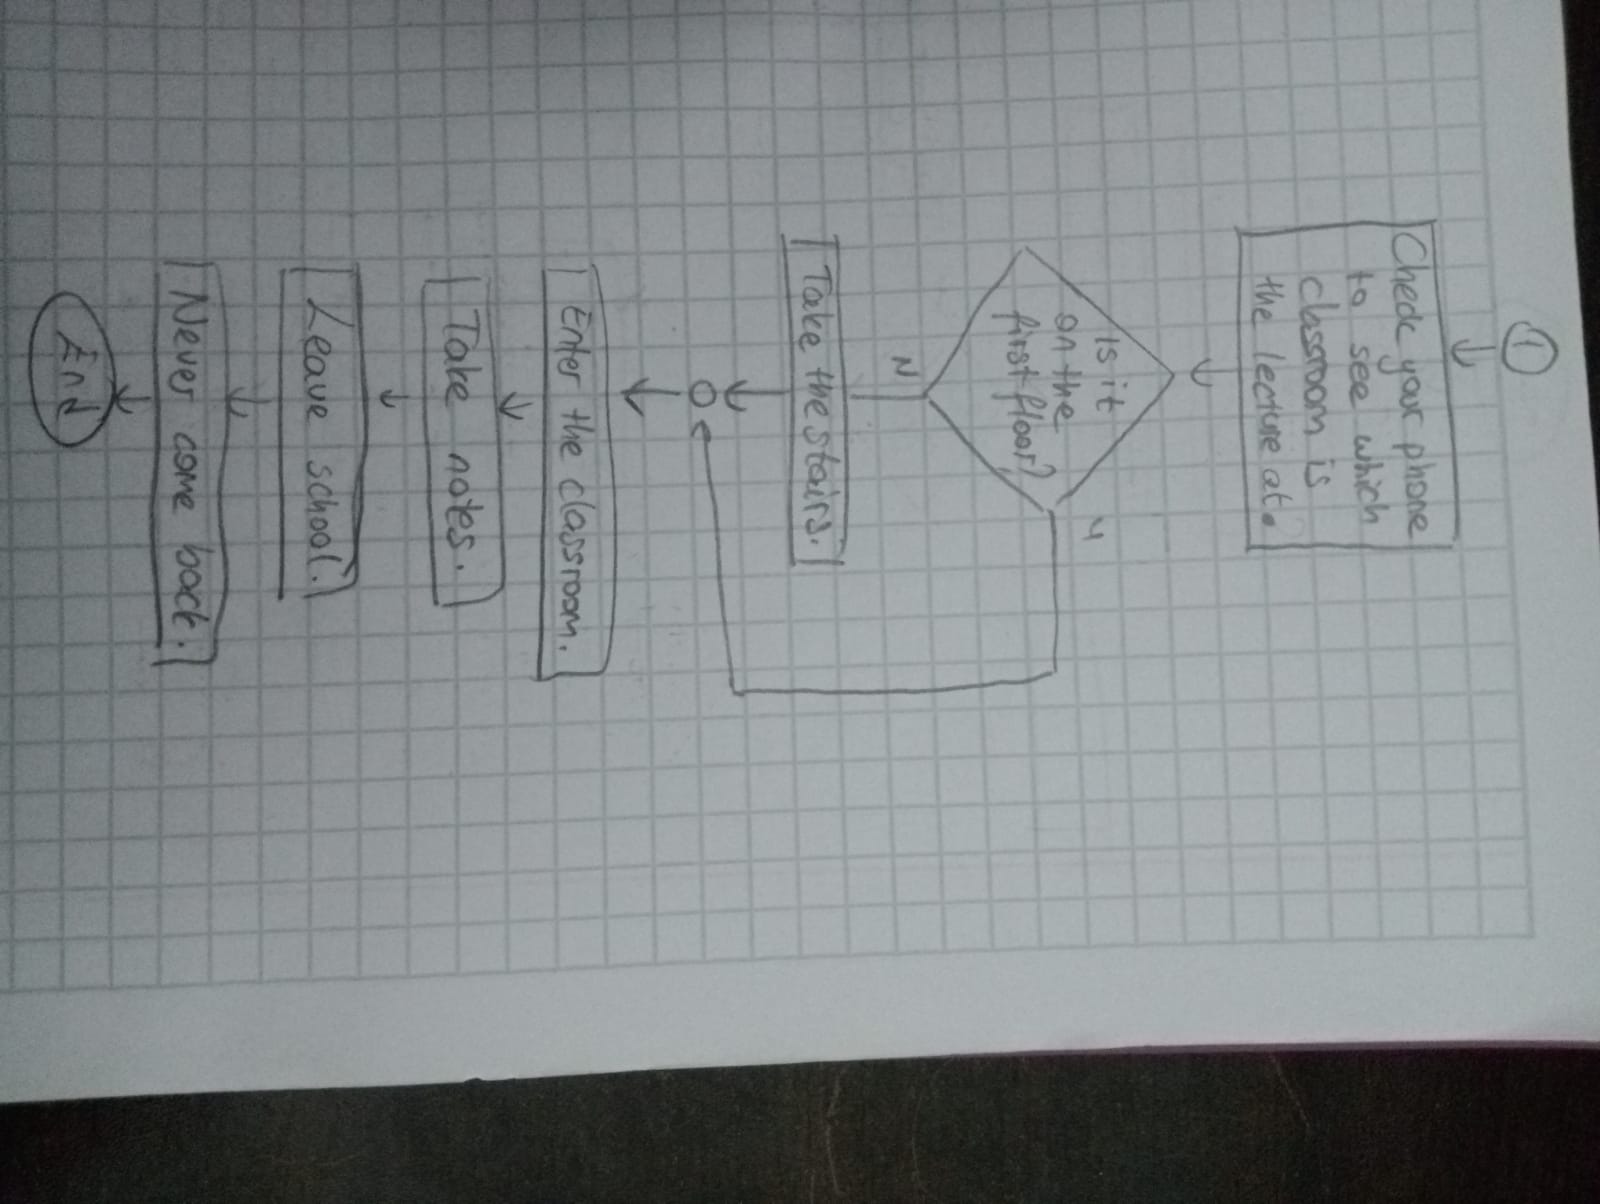 1
Check your phone
to see which
classroom is
the lecture at.
Is it
on the
first floor?
Y
N
Take the stairs.
Enter the classroom.
Take notes.
Leave school.
Never come back.
End